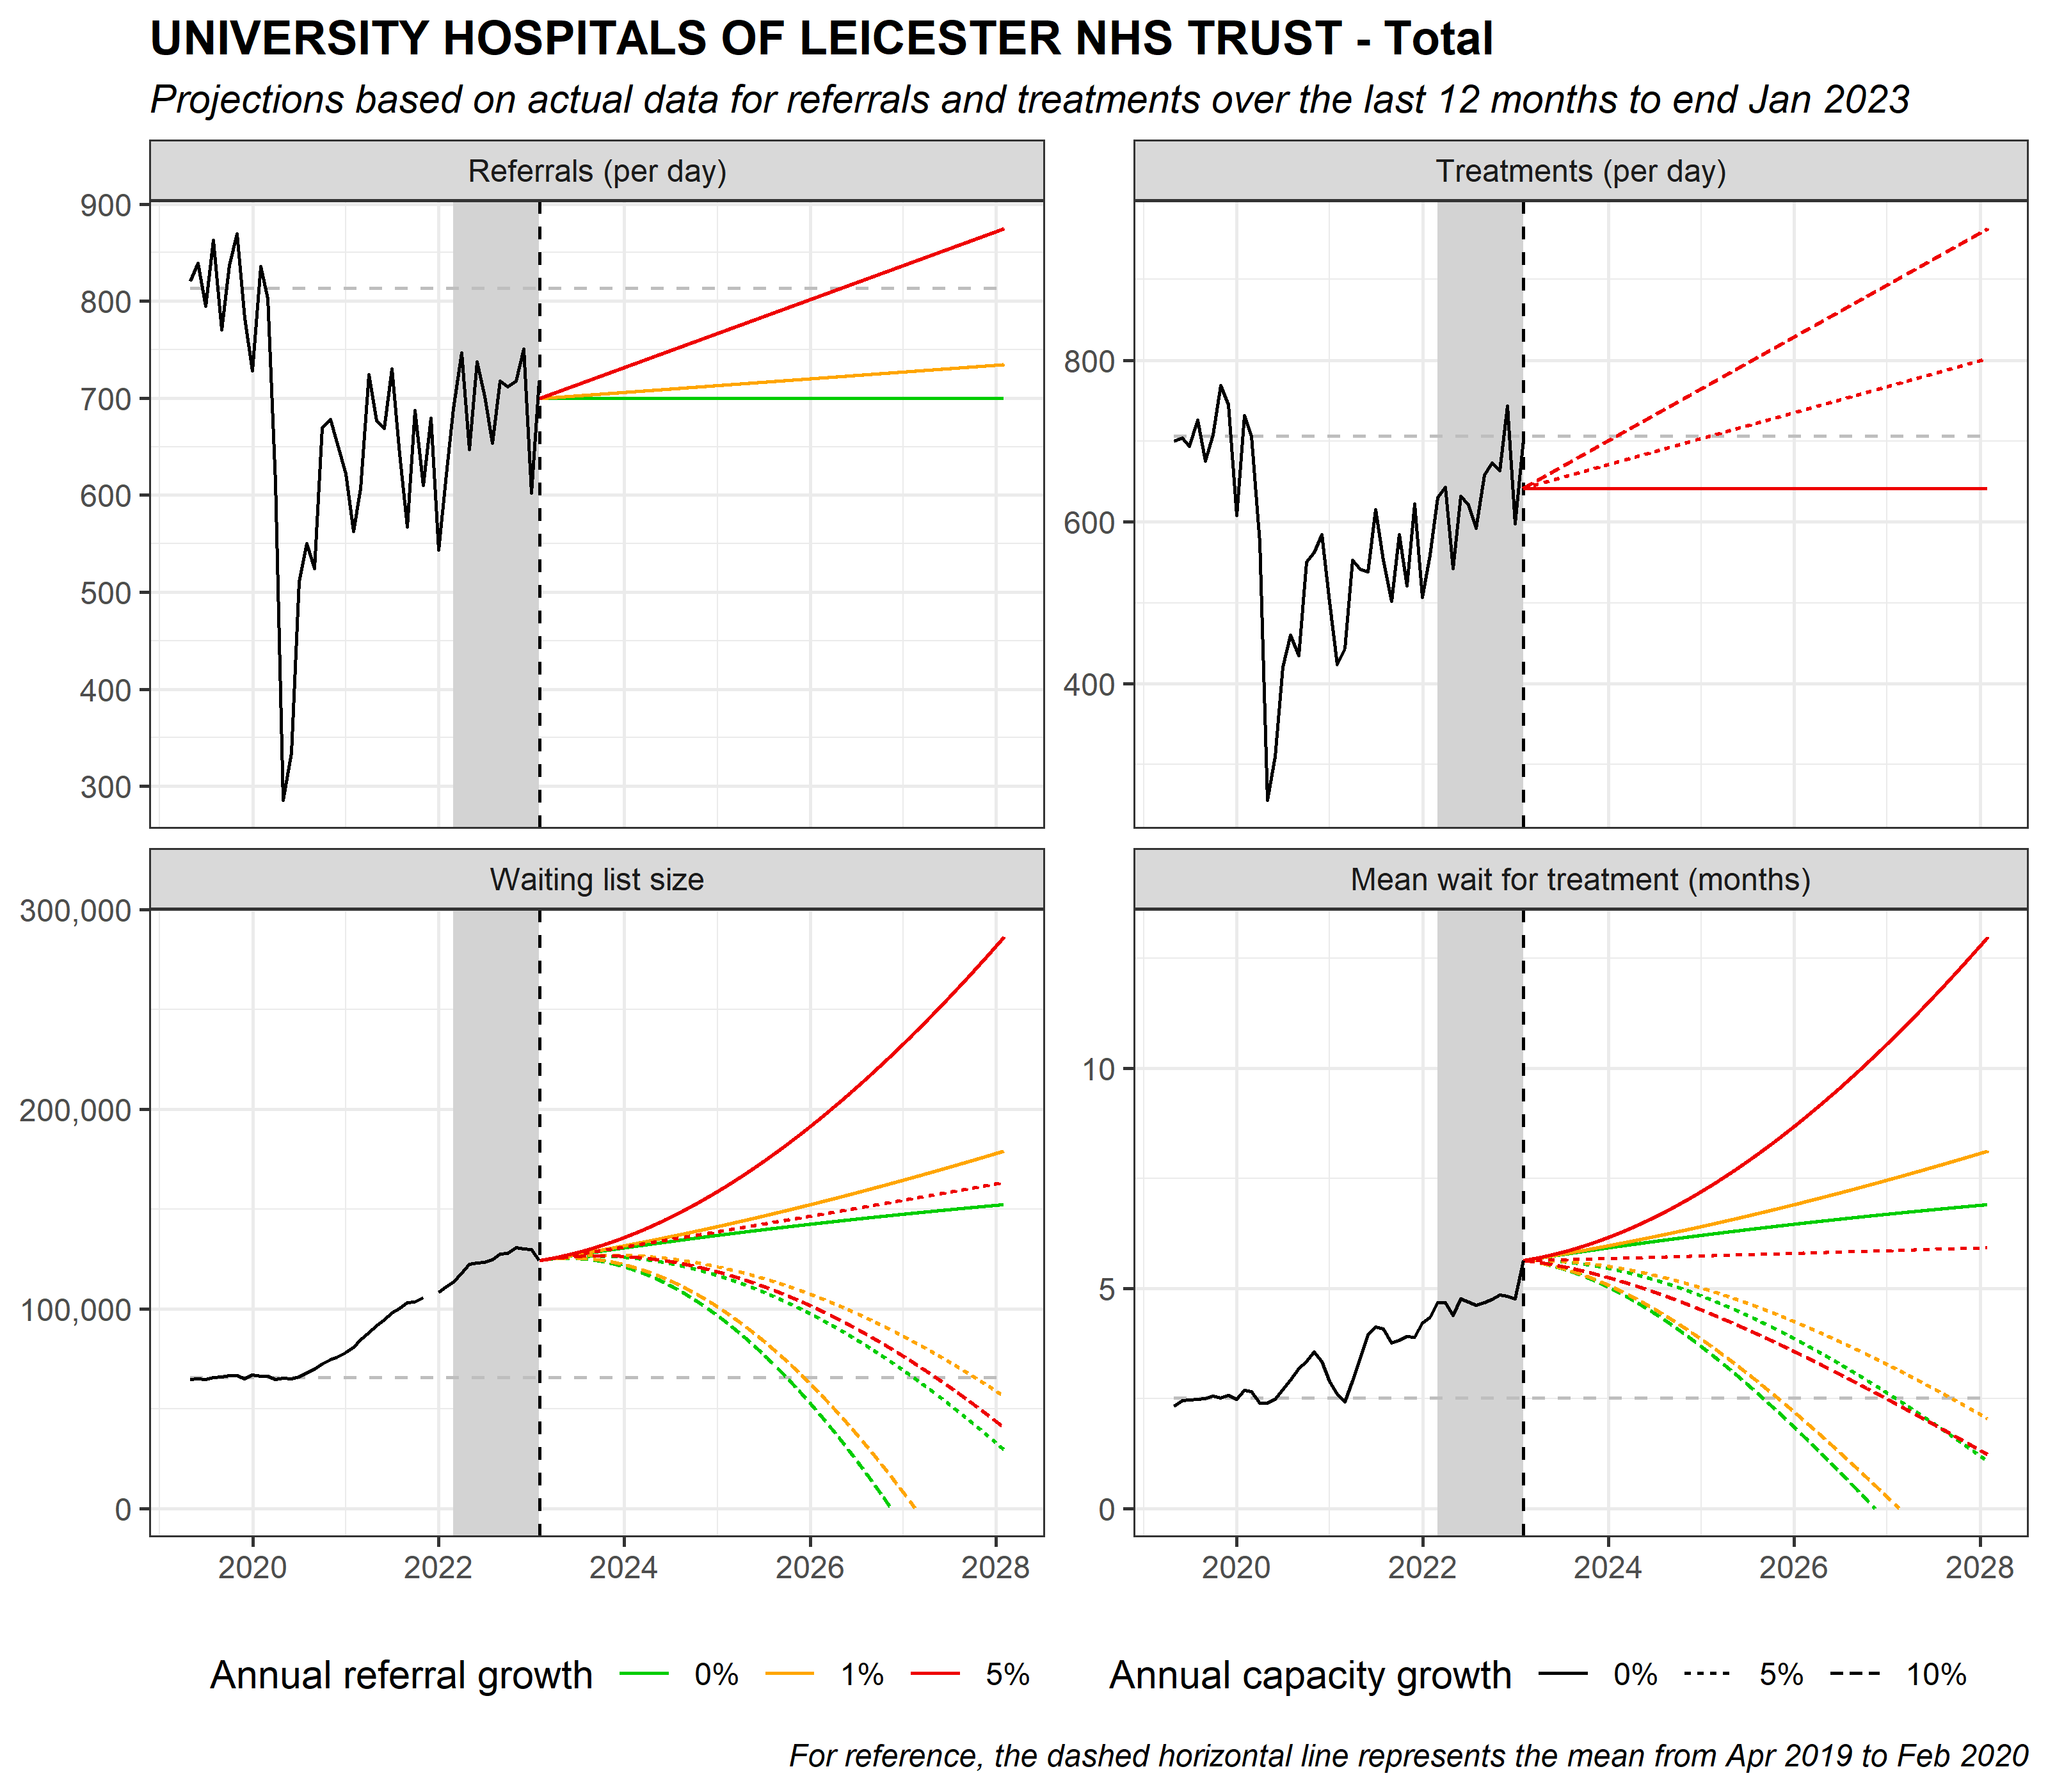 UNIVERSITY HOSPITALS OF LEICESTER NHS TRUST - Total
Projections based on actual data for referrals and treatments over the last 12 months to end Jan 2023
Referrals (per day)
900
800
700
600
500
400
300
Treatments (per day)
800
600
400
Waiting list size
300,000
200,000
100,000
0
2020 2022 2024 2026 2028
Mean wait for treatment (months)
10
5
0
2020 2022 2024 2026 2028
Annual referral growth 0% 1% 5%
Annual capacity growth 0% 5% 10%
For reference, the dashed horizontal line represents the mean from Apr 2019 to Feb 2020